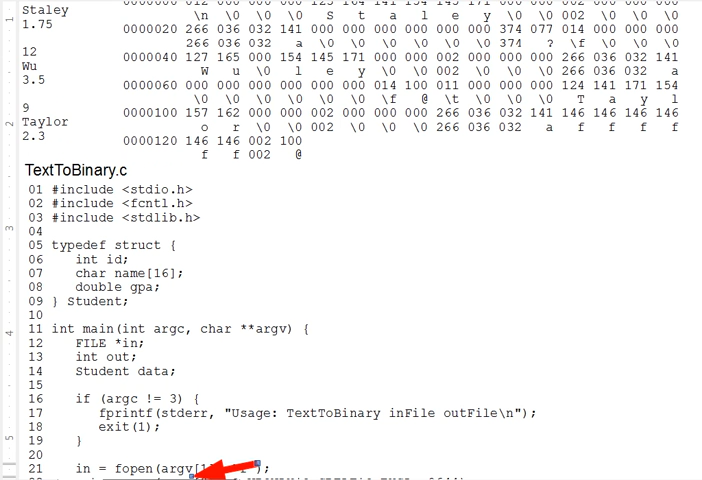 Staley
1.75
12
Wu
3.5
9
Taylor
2.3
\n \0 \0 \0 S t a l e y \0 \0 002 \0 \0 \0
0000020 266 036 032 141 000 000 000 000 000 000 000 000 374 077 014 000 000 000
266 036 032 a \0 \0 \0 \0 374 ? \f \0 \0 \0
0000040 127 165 000 154 145 171 000 000 002 000 000 000 266 036 032 141
W u \0 l e y \0 \0 002 \0 \0 \0 266 036 032 a
0000060 000 000 000 000 000 000 014 100 011 000 000 000 124 141 171 154
\0 \0 \0 \0 \0 \0 \f @ \t \0 \0 \0 T a y l
0000100 157 162 000 000 002 000 000 000 266 036 032 141 146 146 146 146
o r \0 \0 002 \0 \0 \0 266 036 032 a f f f f
0000120 146 146 002 100
f f 002 @
TextToBinary.c
01 #include <stdio.h>
02 #include <fcntl.h>
03 #include <stdlib.h>
04
05 typedef struct {
06 int id;
07 char name[16];
08 double gpa;
09 } Student;
10
11 int main(int argc, char **argv) {
12 FILE *in;
13 int out;
14 Student data;
15
16 if (argc != 3) {
17 fprintf(stderr, "Usage: TextToBinary inFile outFile\n");
18 exit(1);
19 }
20
21 in = fopen(argv[1]
1
2
3
4
5